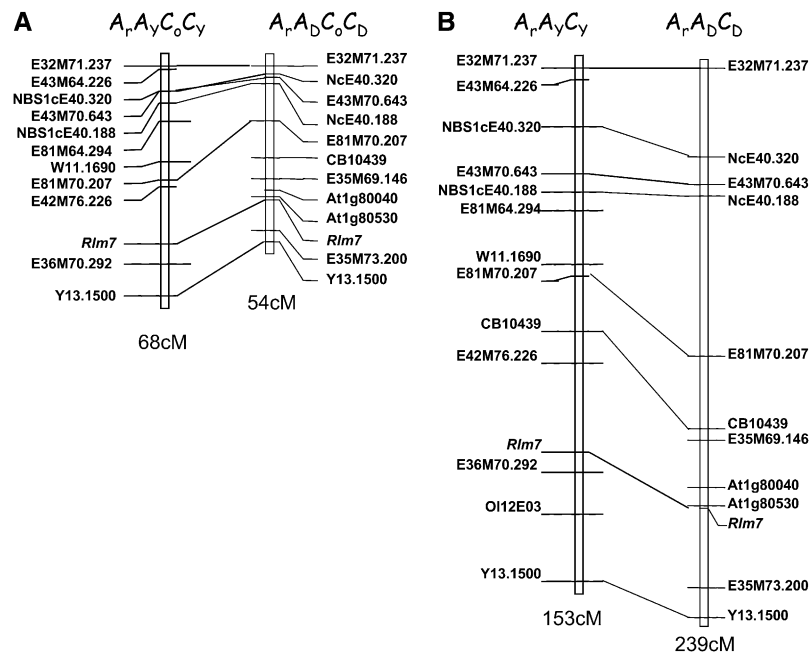 A
ArAYCoCY
ArADCoCD
E32M71.237
E43M64.226
NBS1cE40.320
E43M70.643
NBS1cE40.188
E81M64.294
W11.1690
E81M70.207
E42M76.226
Rlm7
E36M70.292
Y13.1500
68cM
E32M71.237
NcE40.320
E43M70.643
NcE40.188
E81M70.207
CB10439
E35M69.146
At1g80040
At1g80530
Rlm7
E35M73.200
Y13.1500
54cM
B
ArAYCY
ArADCD
E32M71.237
E43M64.226
NBS1cE40.320
E43M70.643
NBS1cE40.188
E81M64.294
W11.1690
E81M70.207
CB10439
E42M76.226
Rlm7
E36M70.292
OI12E03
Y13.1500
153cM
E32M71.237
NcE40.320
E43M70.643
NcE40.188
E81M70.207
CB10439
E35M69.146
At1g80040
At1g80530
Rlm7
E35M73.200
Y13.1500
239cM